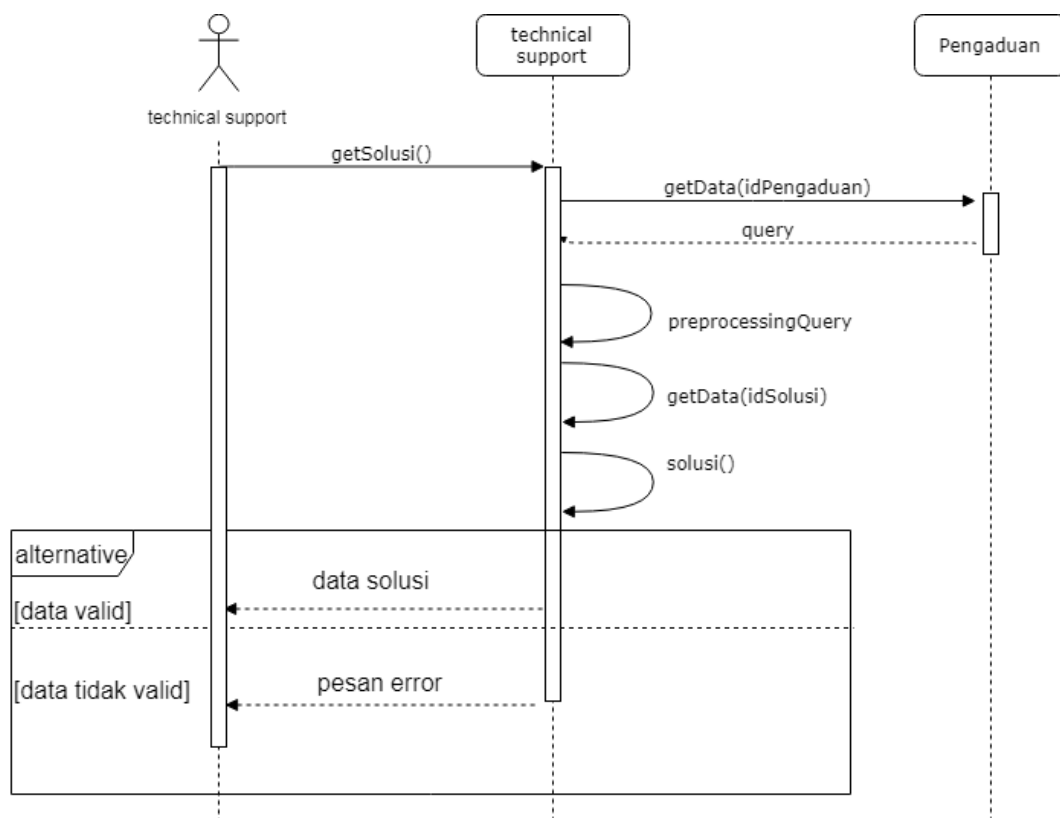 technical
support
Pengaduan
technical support
getSolusi()
getData(idPengaduan)
query
preprocessingQuery
getData(idSolusi)
solusi()
alternative
data solusi
[data valid]
pesan error
[data tidak valid]